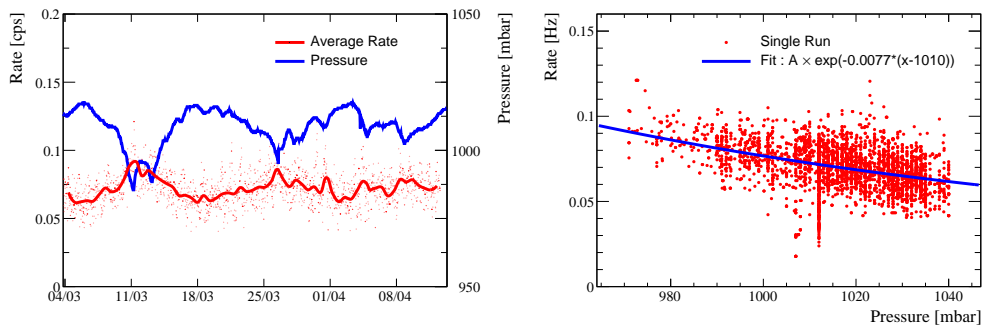 Rate [cps]
0.2
0.15
0.1
0.05
0
Average Rate
Pressure
04/03 11/03 18/03 25/03 01/04 08/04
1050
1000
950
Pressure [mbar]
Rate [Hz]
0.15
0.1
0.05
0
Single Run
Fit : A × exp(-0.0077*(x-1010))
980 1000 1020 1040
Pressure [mbar]